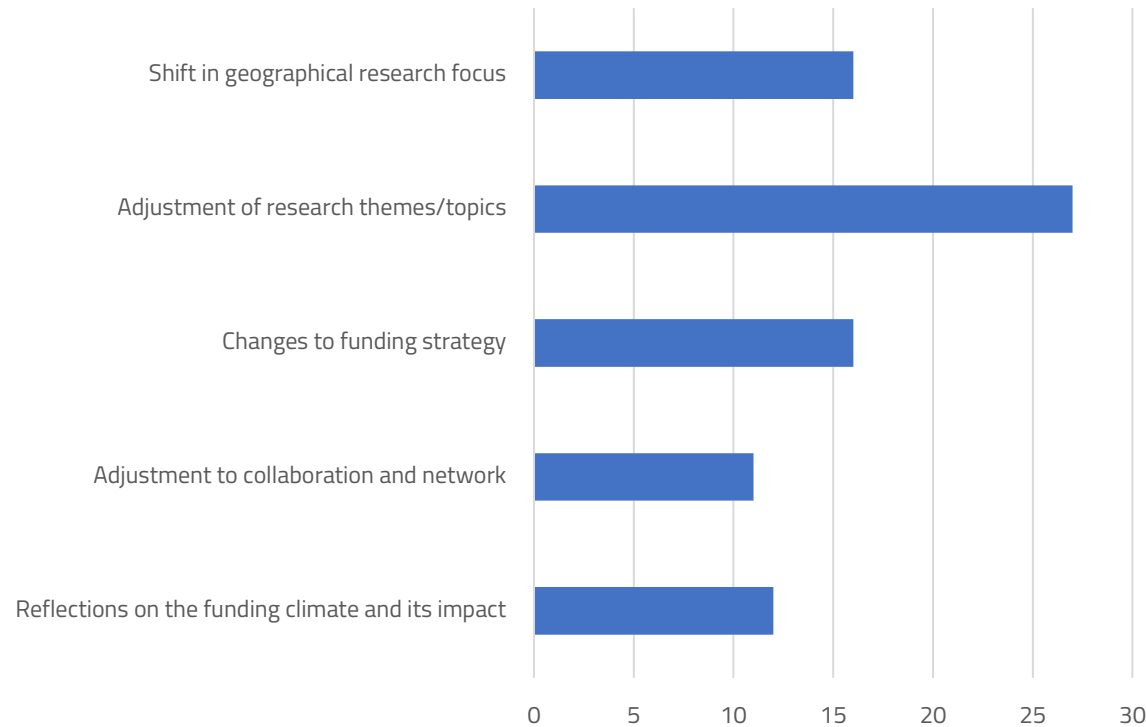 Shift in geographical research focus
Adjustment of research themes/topics
Changes to funding strategy
Adjustment to collaboration and network
Reflections on the funding climate and its impact
0 5 10 15 20 25 30